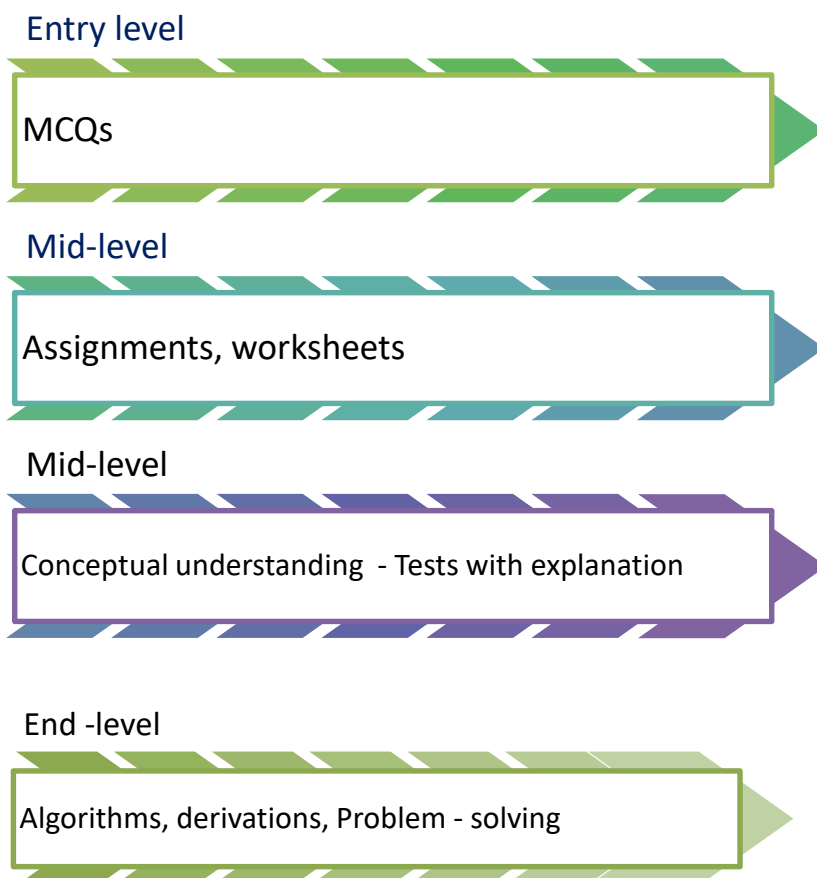 Entry level
MCQs
Mid-level
Assignments, worksheets
Mid-level
Conceptual understanding  - Tests with explanation
End -level
Algorithms, derivations, Problem - solving